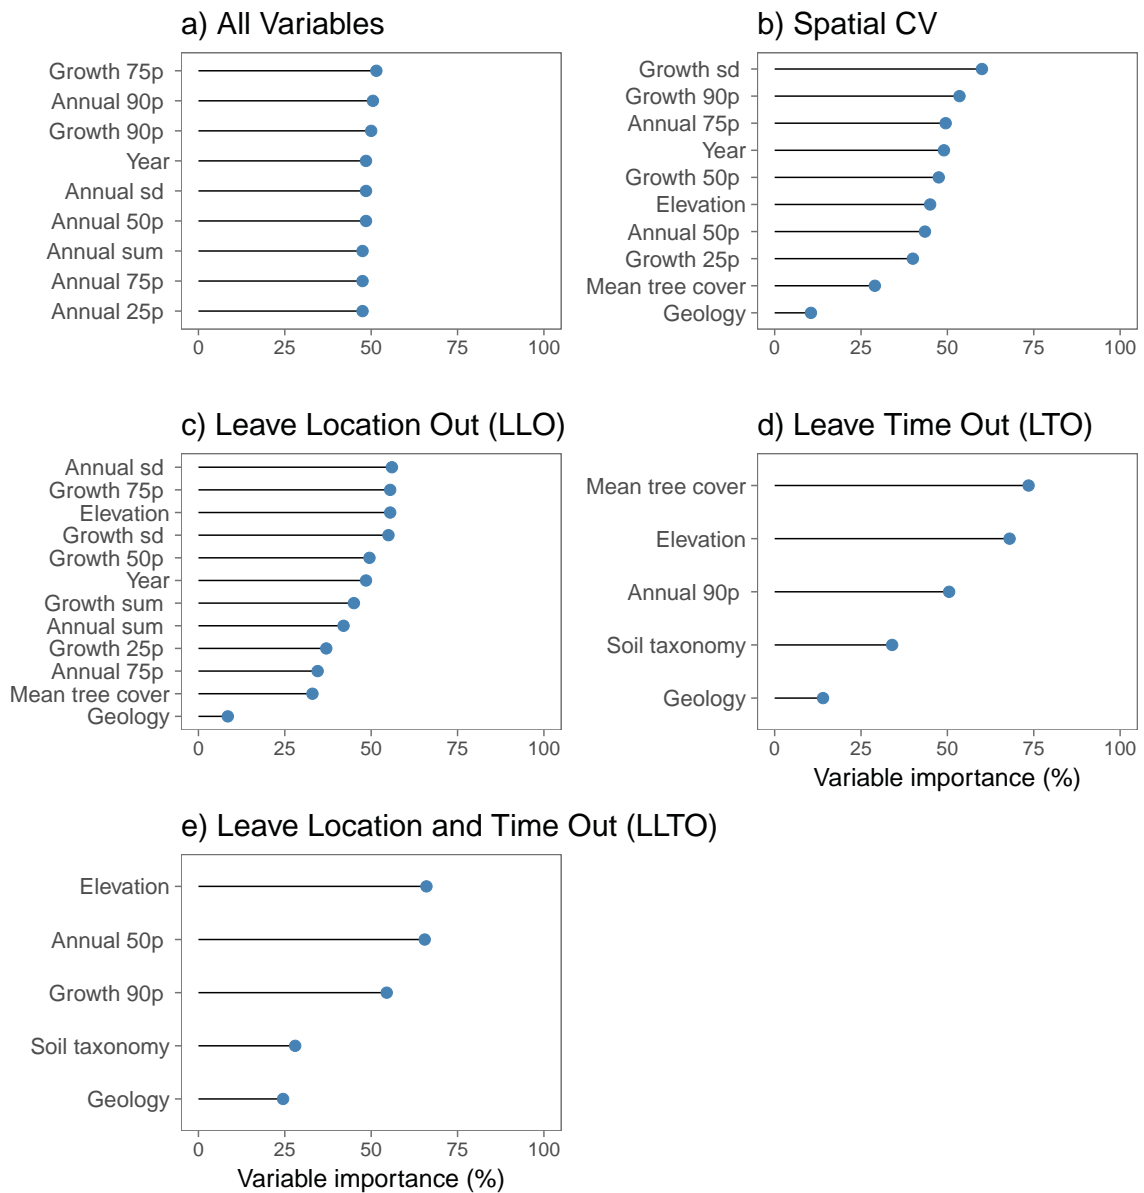 a) All Variables
Growth 75p
Annual 90p
Growth 90p
Year
Annual sd
Annual 50p
Annual sum
Annual 75p
Annual 25p
0 25 50 75 100
b) Spatial CV
Growth sd
Growth 90p
Annual 75p
Year
Growth 50p
Elevation
Annual 50p
Growth 25p
Mean tree cover
Geology
0 25 50 75 100
c) Leave Location Out (LLO)
Annual sd
Growth 75p
Elevation
Growth sd
Growth 50p
Year
Growth sum
Annual sum
Growth 25p
Annual 75p
Mean tree cover
Geology
0 25 50 75 100
d) Leave Time Out (LTO)
Mean tree cover
Elevation
Annual 90p
Soil taxonomy
Geology
0 25 50 75 100
Variable importance (%)
e) Leave Location and Time Out (LLTO)
Elevation
Annual 50p
Growth 90p
Soil taxonomy
Geology
0 25 50 75 100
Variable importance (%)